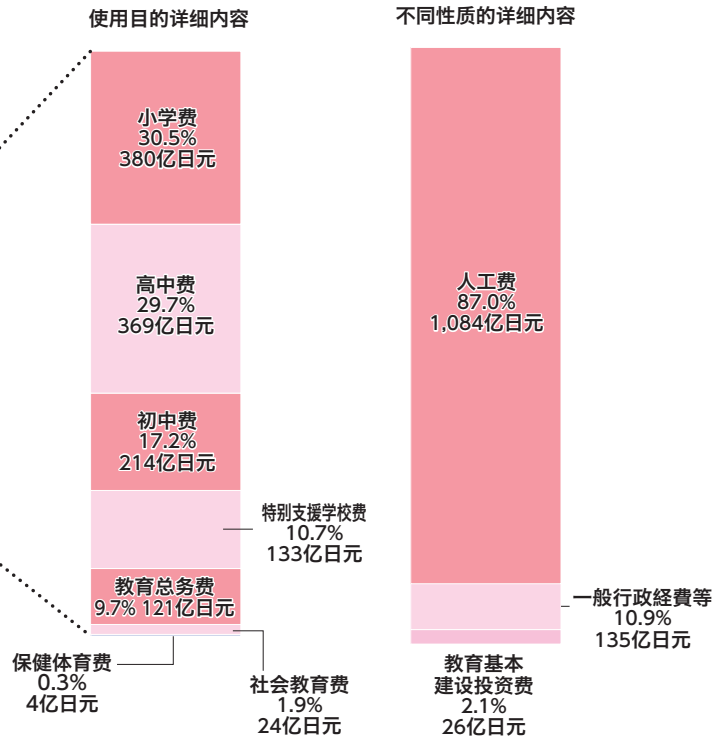 使用目的详细内容
小学费
30.5%
380亿日元
高中费
29.7%
369亿日元
初中费
17.2%
214亿日元
特别支援学校费
10.7%
133亿日元
教育总务费
9.7% 121亿日元
保健体育费
0.3%
4亿日元
社会教育费
1.9%
24亿日元
不同性质的详细内容
人工费
87.0%
1,084亿日元
一般行政経費等
10.9%
135亿日元
教育基本
建设投资费
2.1%
26亿日元